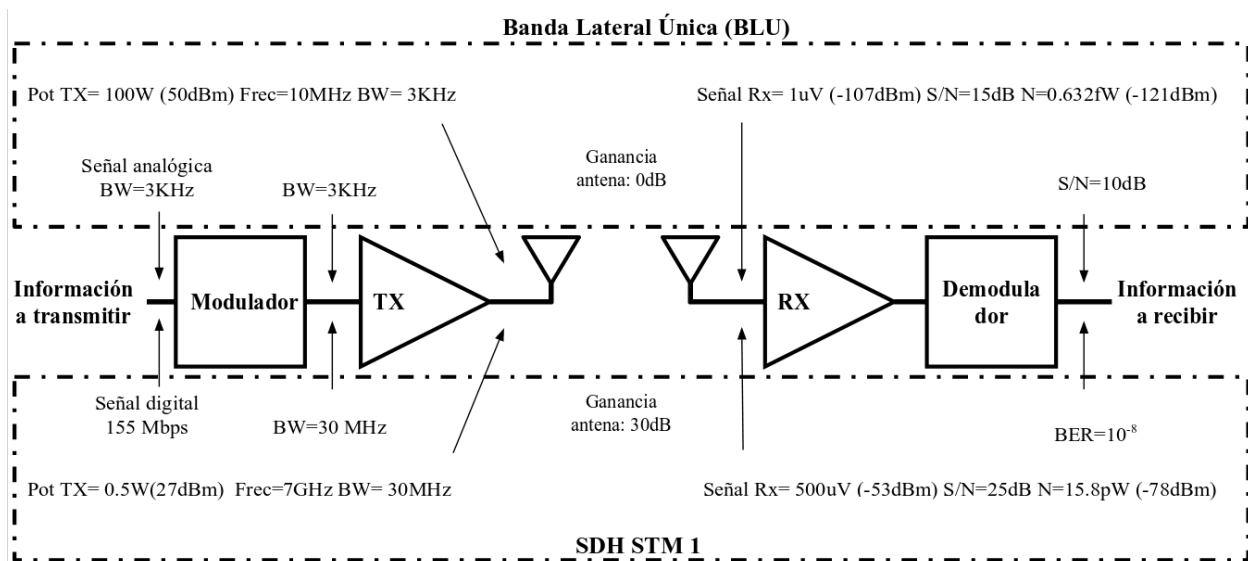 Banda Lateral Única (BLU)
Pot TX= 100W (50dBm) Frec=10MHz BW= 3KHz
Señal Rx= 1uV (-107dBm) S/N=15dB N=0.632fW (-121dBm)
Señal analógica
BW=3KHz
BW=3KHz
Ganancia
antena: 0dB
S/N=10dB
Información
a transmitir
Modulador
TX
RX
Demodula
dor
Información
a recibir
Señal digital
155 Mbps
BW=30 MHz
Ganancia
antena: 30dB
BER=10-8
Pot TX= 0.5W(27dBm) Frec=7GHz BW= 30MHz
Señal Rx= 500uV (-53dBm) S/N=25dB N=15.8pW (-78dBm)
SDH STM 1